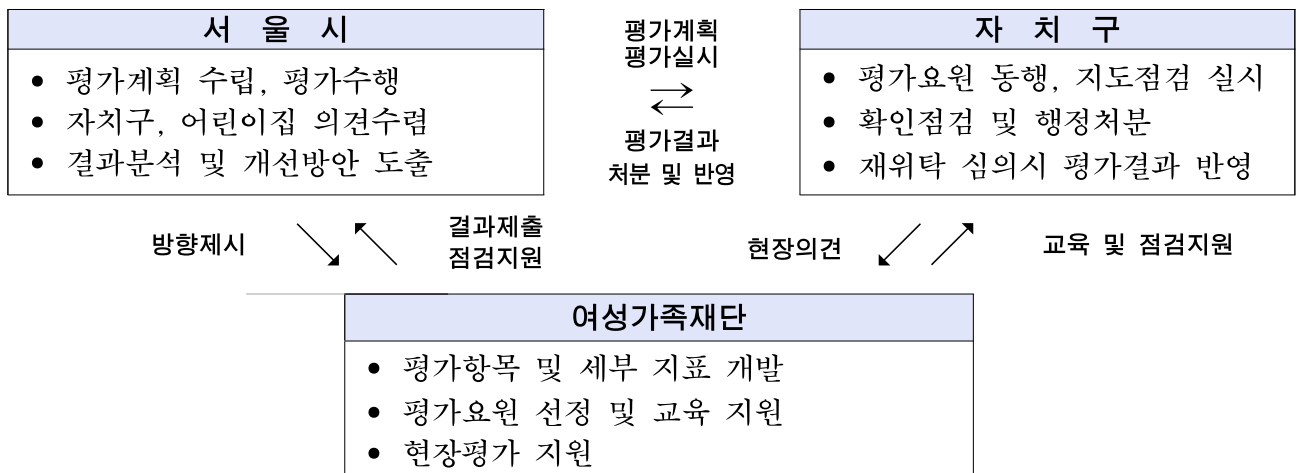 서 울 시
• 평가계획 수립, 평가수행
• 자치구, 어린이집 의견수렴
• 결과분석 및 개선방안 도출
평가계획
평가실시
평가결과
처분 및 반영
자 치 구
• 평가요원 동행, 지도점검 실시
• 확인점검 및 행정처분
• 재위탁 심의시 평가결과 반영
방향제시
결과제출
점검지원
현장의견
교육 및 점검지원
여성가족재단
• 평가항목 및 세부 지표 개발
• 평가요원 선정 및 교육 지원
• 현장평가 지원